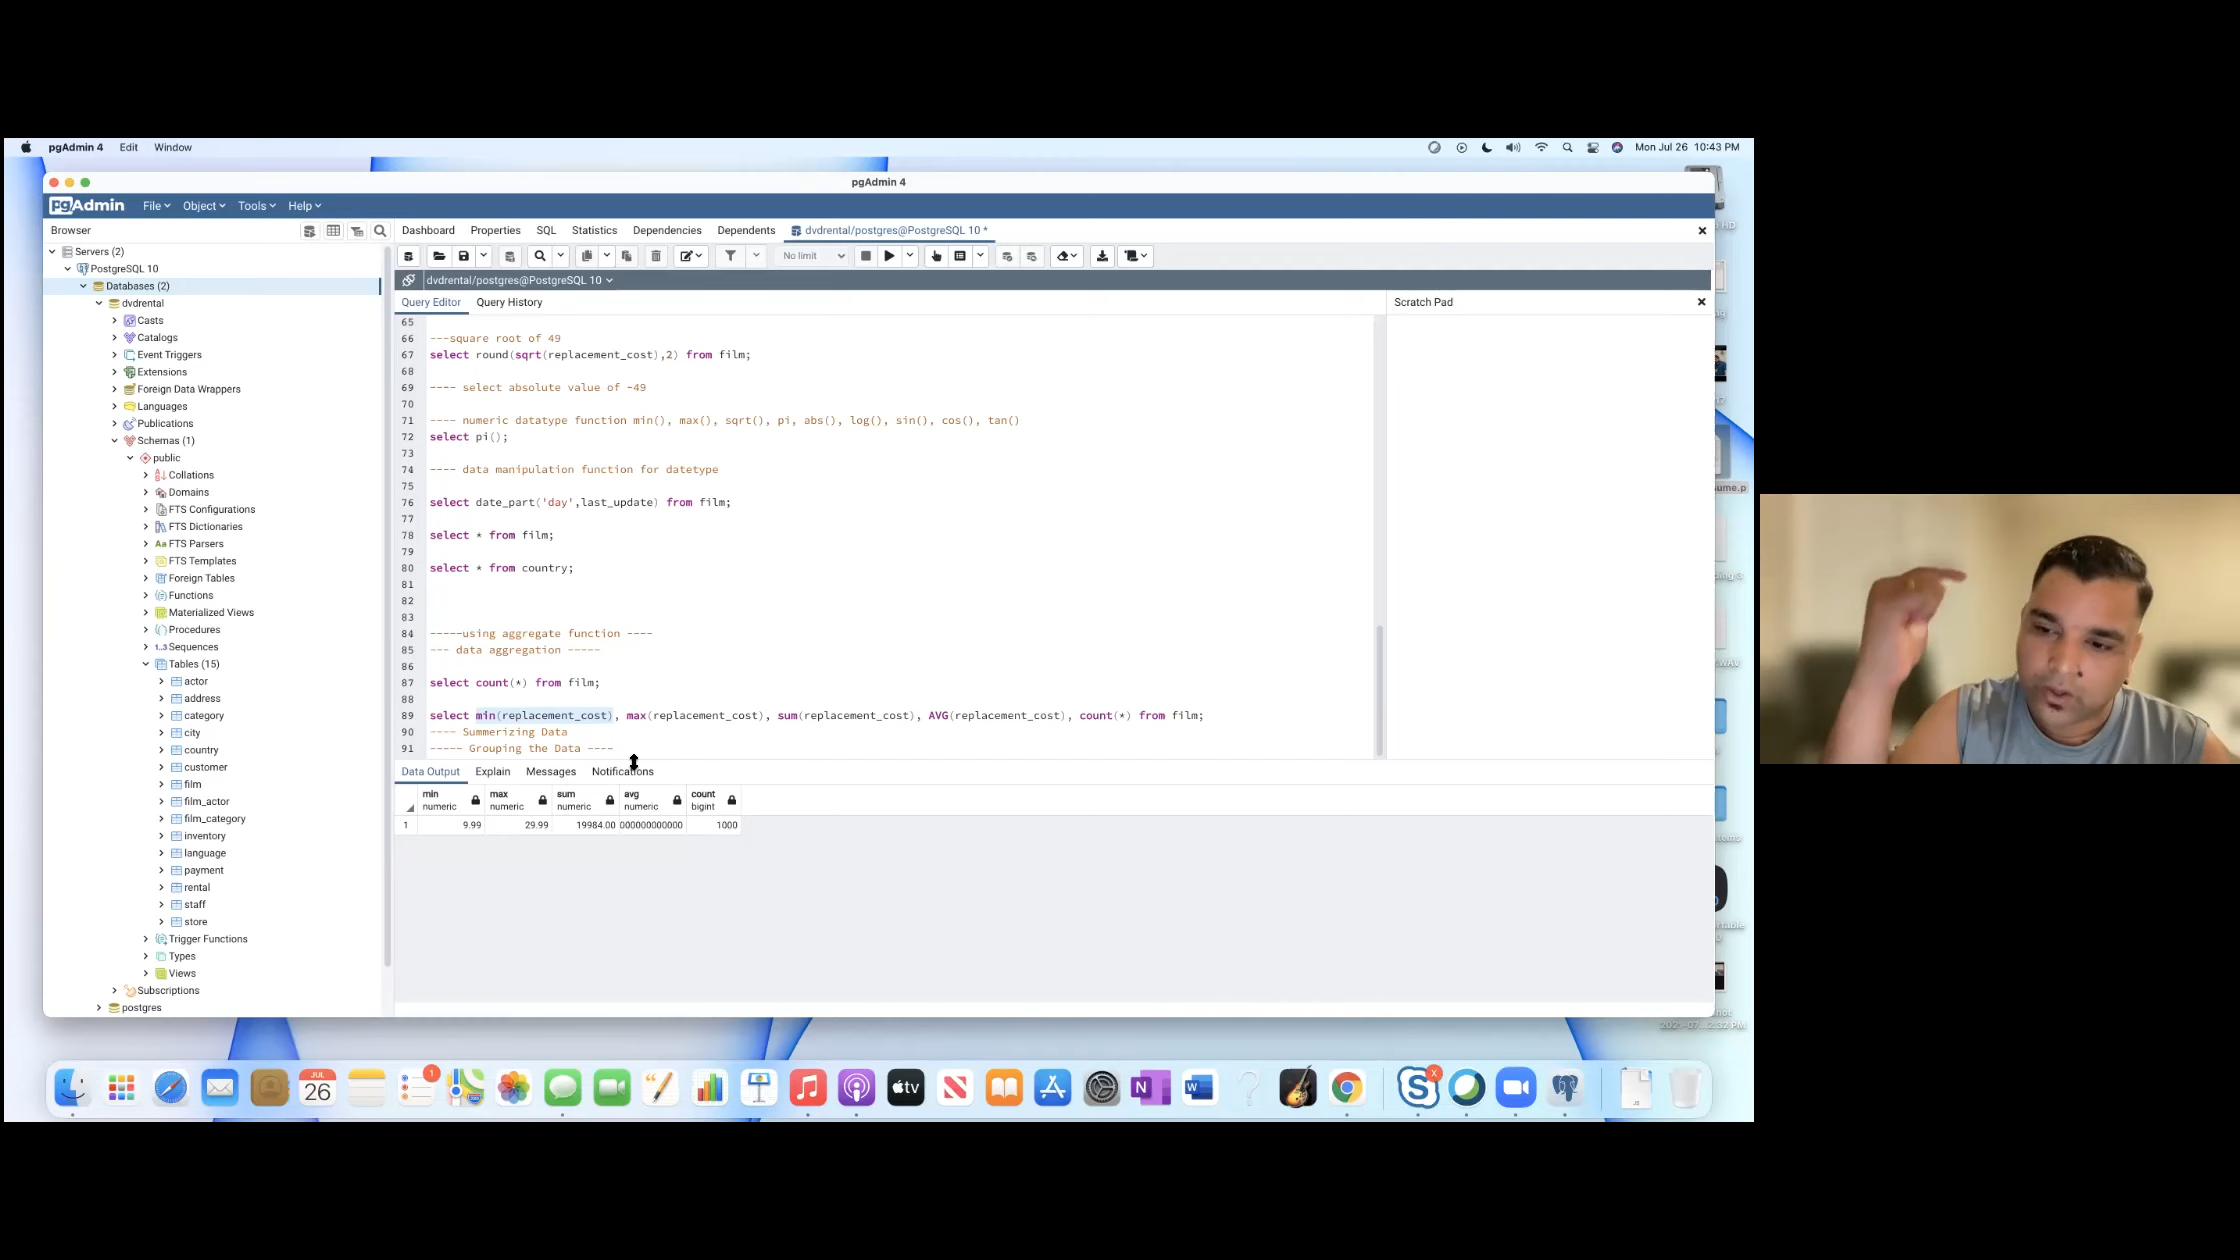 pgAdmin 4 Edit Window Mon Jul 26 10:43 PM
pgAdmin 4
pgAdmin File Object Tools Help
Browser Dashboard Properties SQL Statistics Dependencies Dependents dvdrental/postgres@PostgreSQL 10 *
No limit
dvdrental/postgres@PostgreSQL 10
Query Editor Query History Scratch Pad
Servers (2)
PostgreSQL 10
Databases (2)
dvdrental
Casts
Catalogs
Event Triggers
Extensions
Foreign Data Wrappers
Languages
Publications
Schemas (1)
public
Collations
Domains
FTS Configurations
FTS Dictionaries
FTS Parsers
FTS Templates
Foreign Tables
Functions
Materialized Views
Procedures
1..3 Sequences
Tables (15)
actor
address
category
city
country
customer
film
film_actor
film_category
inventory
language
payment
rental
staff
store
Trigger Functions
Types
Views
Subscriptions
postgres
65
66 ---square root of 49
67 select round(sqrt(replacement_cost),2) from film;
68
69 ---- select absolute value of -49
70
71 ---- numeric datatype function min(), max(), sqrt(), pi, abs(), log(), sin(), cos(), tan()
72 select pi();
73
74 ---- data manipulation function for datetype
75
76 select date_part('day',last_update) from film;
77
78 select * from film;
79
80 select * from country;
81
82
83
84 -----using aggregate function ----
85 --- data aggregation -----
86
87 select count(*) from film;
88
89 select min(replacement_cost), max(replacement_cost), sum(replacement_cost), AVG(replacement_cost), count(*) from film;
90 ---- Summerizing Data
91 ----- Grouping the Data ----
Data Output Explain Messages Notifications
min max sum avg count
numeric numeric numeric numeric bigint
1 9.99 29.99 19984.00 000000000000 1000
JUL
26
1
tv
N
W
S
X
JS